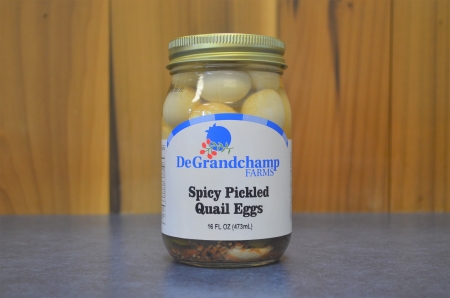 DeGrandchamp
FARMS
Spicy Pickled
Quail Eggs
16 FL OZ (473mL)